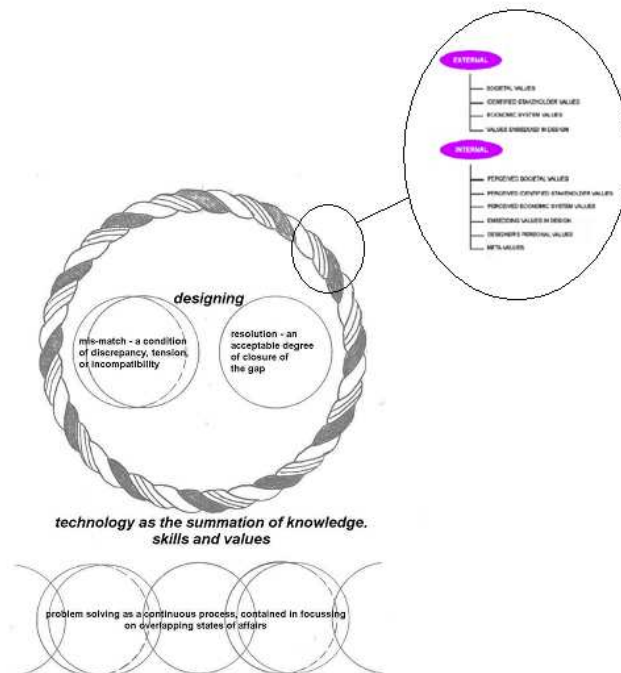 EXTERNAL
SOCIETAL VALUES
IDENTIFIED STAKEHOLDER VALUES
ECONOMIC SYSTEM VALUES
VALUES EMBEDDED IN DESIGN
INTERNAL
PERCEIVED SOCIETAL VALUES
PERCEIVED IDENTIFIED STAKEHOLDER VALUES
PERCEIVED ECONOMIC SYSTEM VALUES
EMBEDDING VALUES IN DESIGN
DESIGNER'S PERSONAL VALUES
META-VALUES
designing
mis-match - a condition
of discrepancy, tension,
or incompatibility
resolution - an
acceptable degree
of closure of
the gap
technology as the summation of knowledge.
skills and values
problem solving as a continuous process, contained in focussing
on overlapping states of affairs